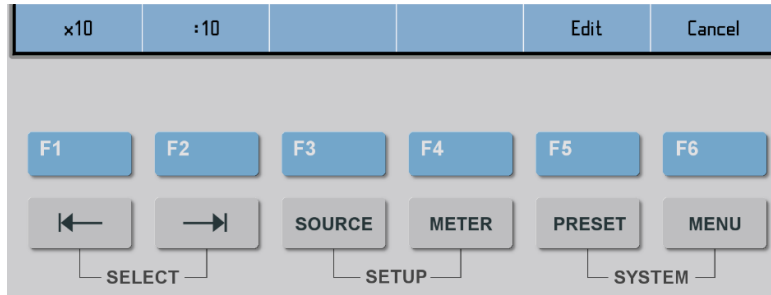 x10 :10 Edit Cancel
F1 F2 F3 F4 F5 F6
SOURCE METER PRESET MENU
SELECT SETUP SYSTEM